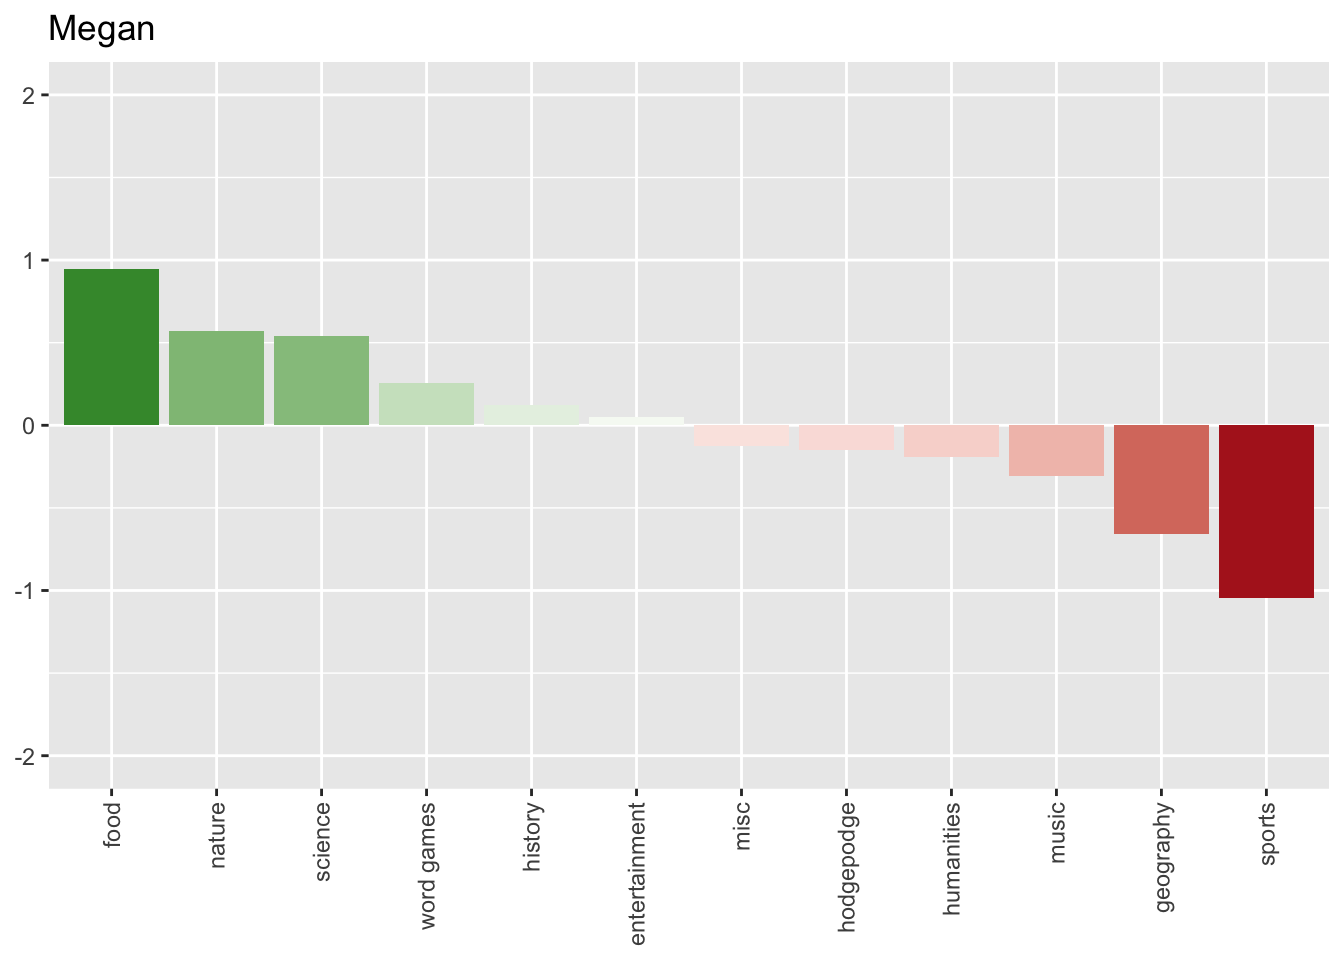 Megan
2
1
0
-1
-2
food
nature
science
word games
history
entertainment
misc
hodgepodge
humanities
music
geography
sports